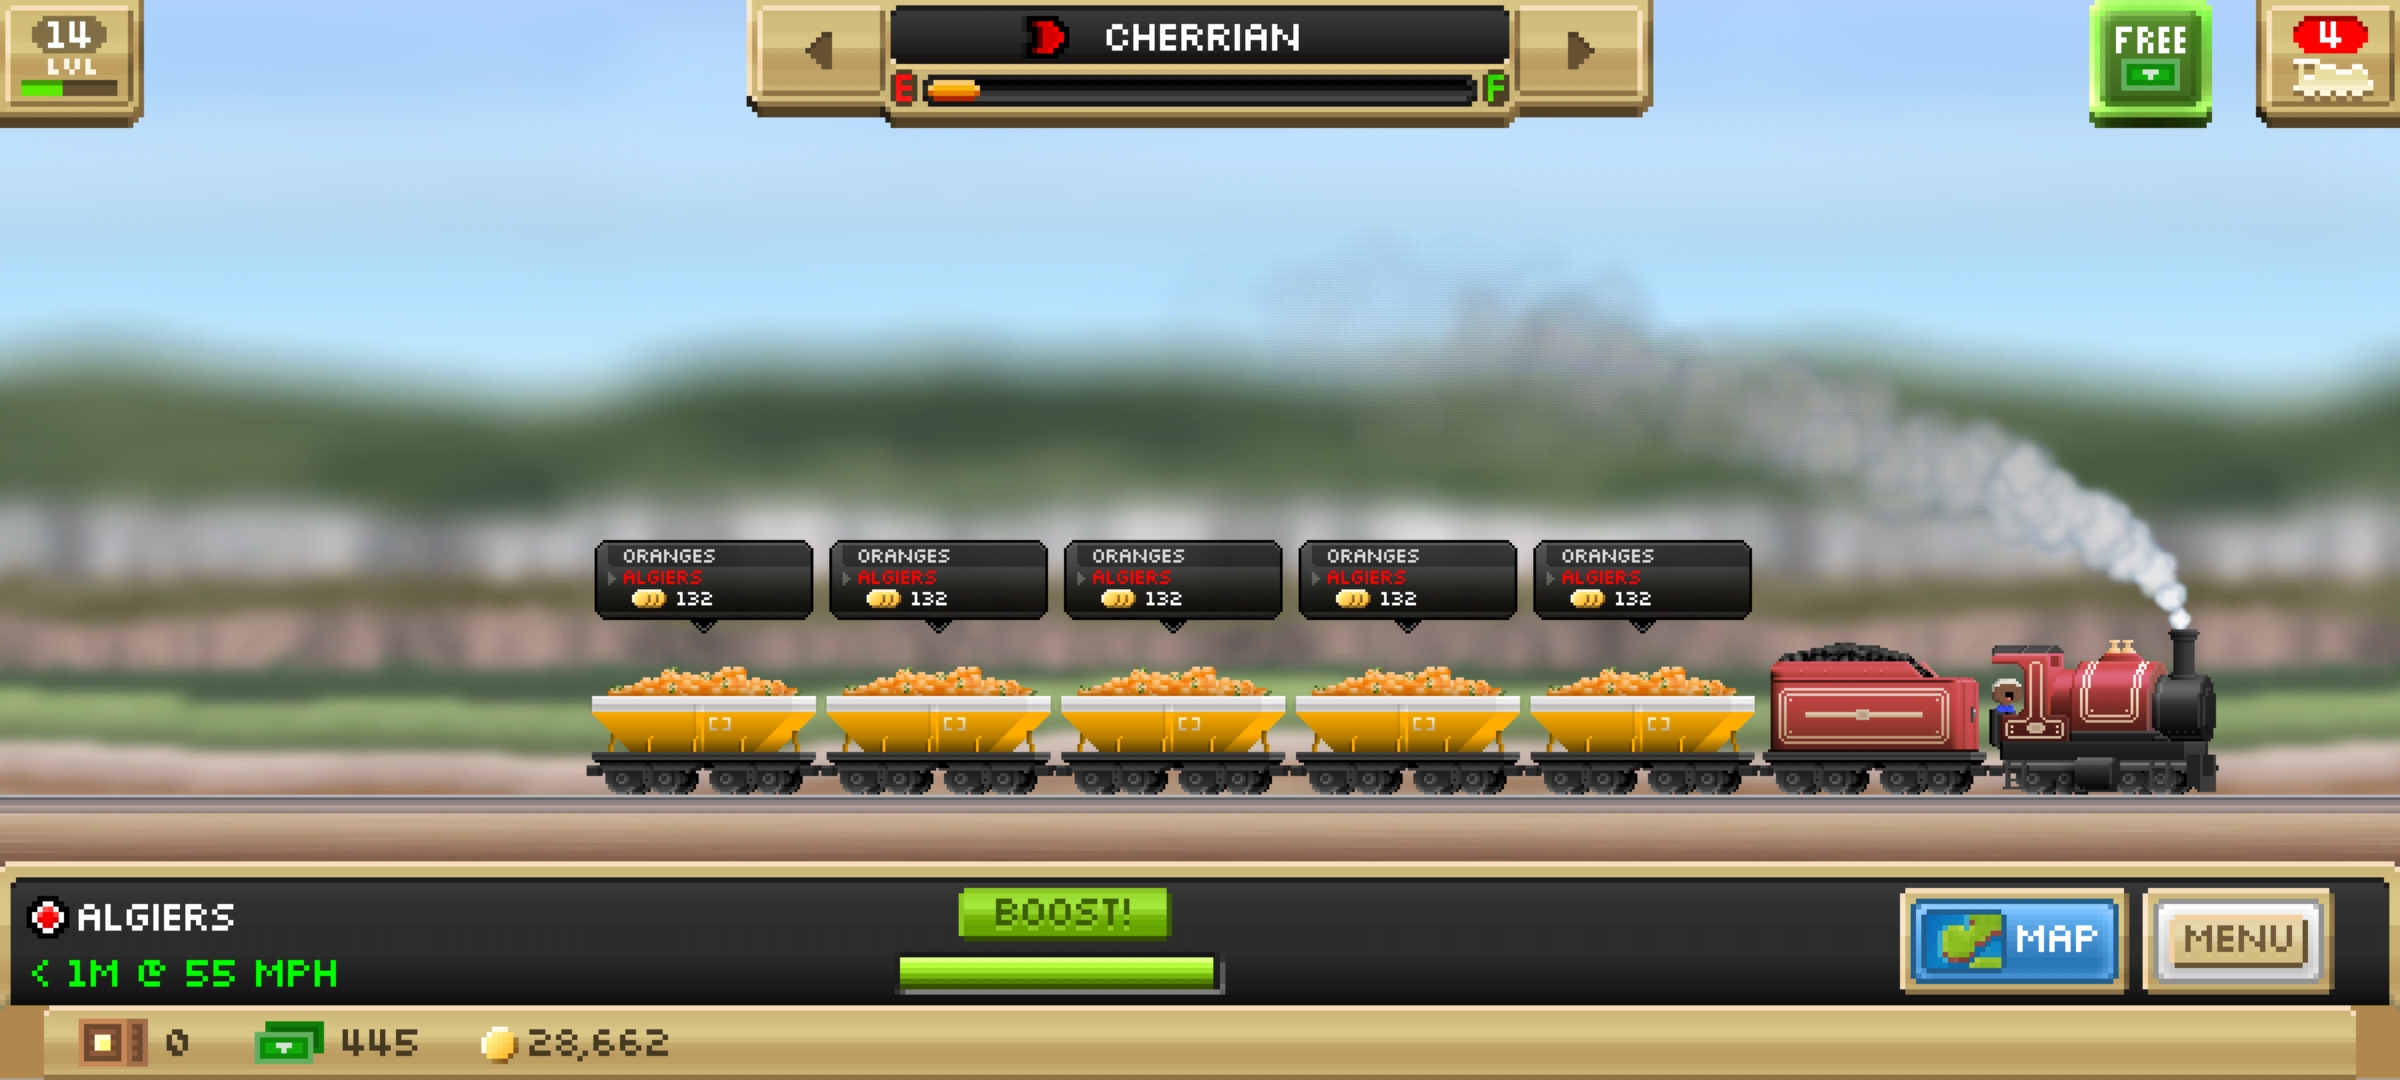 14
LVL
CHERRIAN
E F
FREE
4
ORANGES
ALGIERS
132
ORANGES
ALGIERS
132
ORANGES
ALGIERS
132
ORANGES
ALGIERS
132
ORANGES
ALGIERS
132
ALGIERS
< 1M @ 55 MPH
BOOST!
MAP
MENU
0
445
28,662